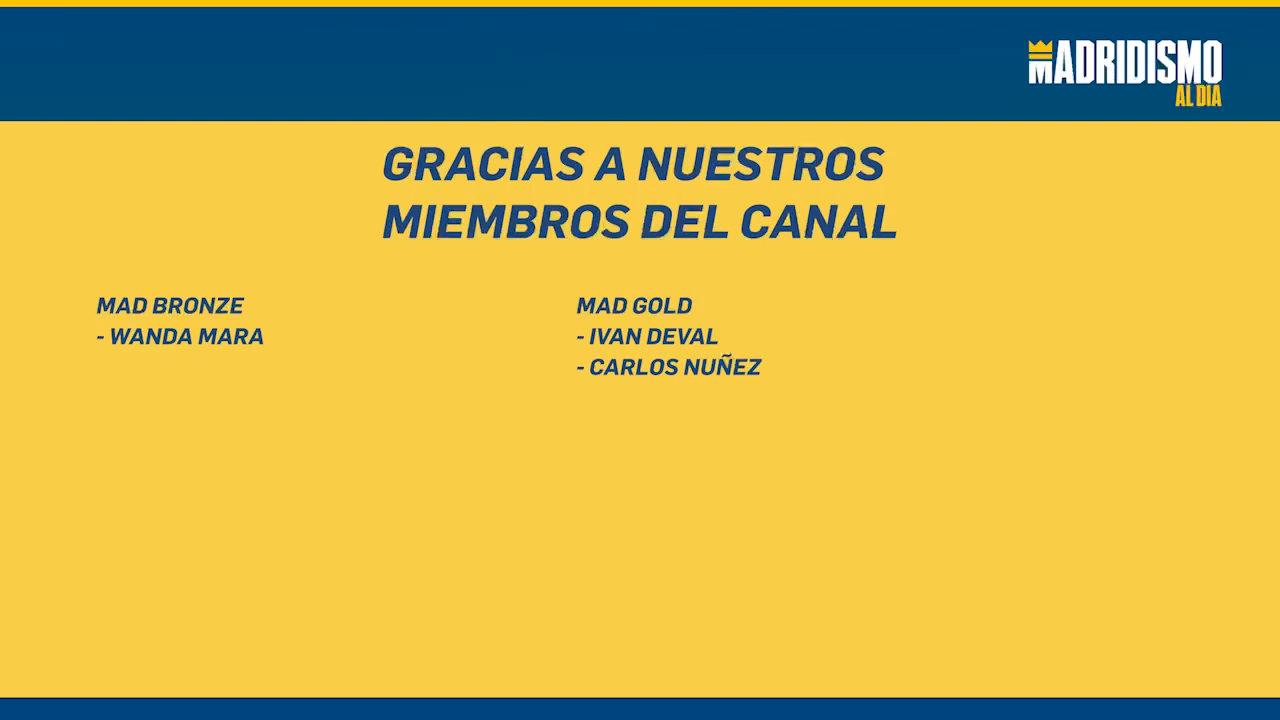 MADRIDISMO
AL DIA
GRACIAS A NUESTROS
MIEMBROS DEL CANAL
MAD BRONZE
- WANDA MARA
MAD GOLD
- IVAN DEVAL
- CARLOS NUÑEZ